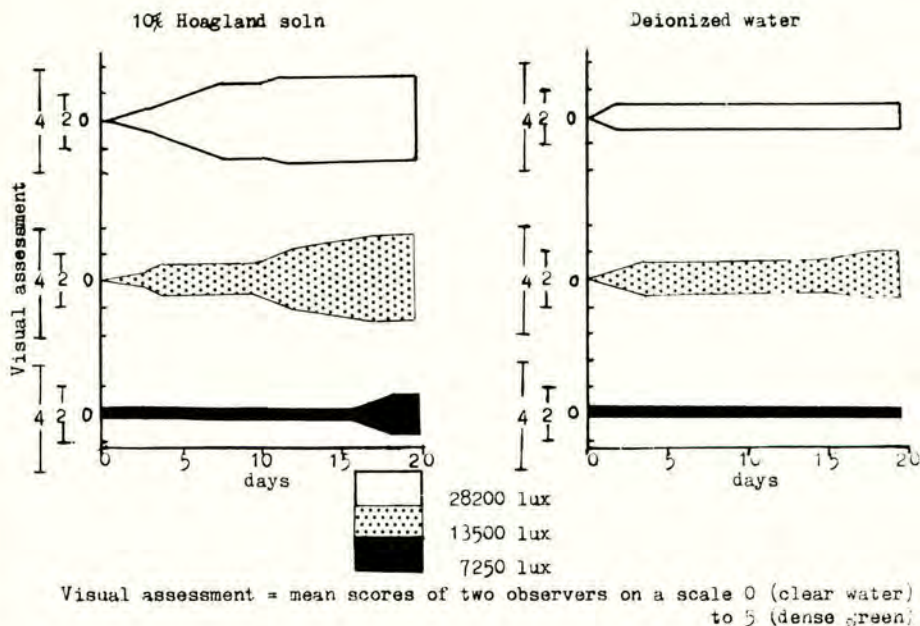 10% Hoagland soln
Deionized water
Visual assessment
4 2 0
4 2 0
4 2 0
4 2 0
4 2 0
4 2 0
0 5 10 15 20
days
0 5 10 15 20
days
28200 lux
13500 lux
7250 lux
Visual assessment = mean scores of two observers on a scale 0 (clear water)
to 5 (dense green)